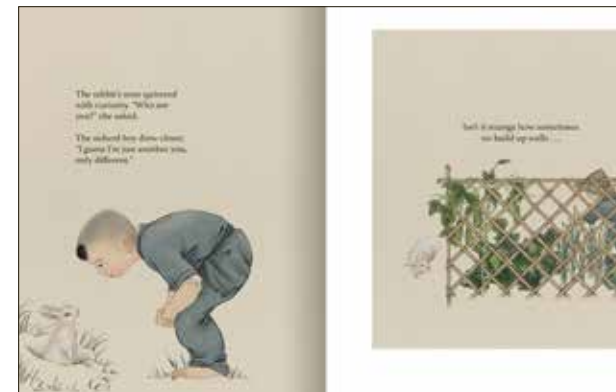 The rabbit's nose quivered
with curiosity. "Who are
you?" she asked.
The naked boy drew closer.
"I guess I'm just another you,
only different."
Isn't it strange how sometimes
we build up walls . . .